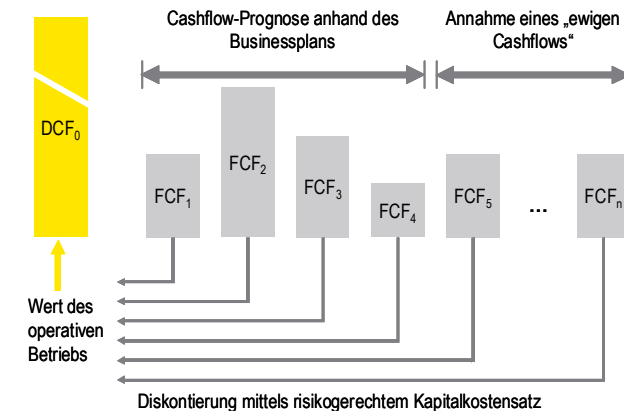 Cashflow-Prognose anhand des
Businessplans
Annahme eines „ewigen
Cashflows“
DCF₀
FCF₁
FCF₂
FCF₃
FCF₄
FCF₅
...
FCFₙ
Wert des
operativen
Betriebs
Diskontierung mittels risikogerechtem Kapitalkostensatz